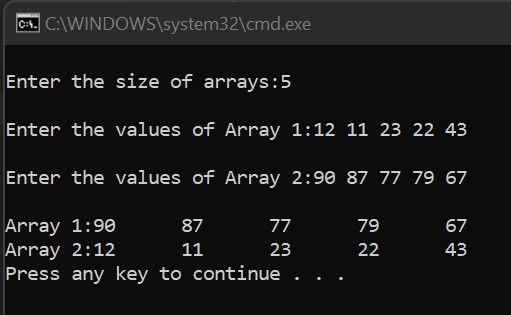 C:\WINDOWS\system32\cmd.exe
Enter the size of arrays:5
Enter the values of Array 1:12 11 23 22 43
Enter the values of Array 2:90 87 77 79 67
Array 1:90 87 77 79 67
Array 2:12 11 23 22 43
Press any key to continue . . .